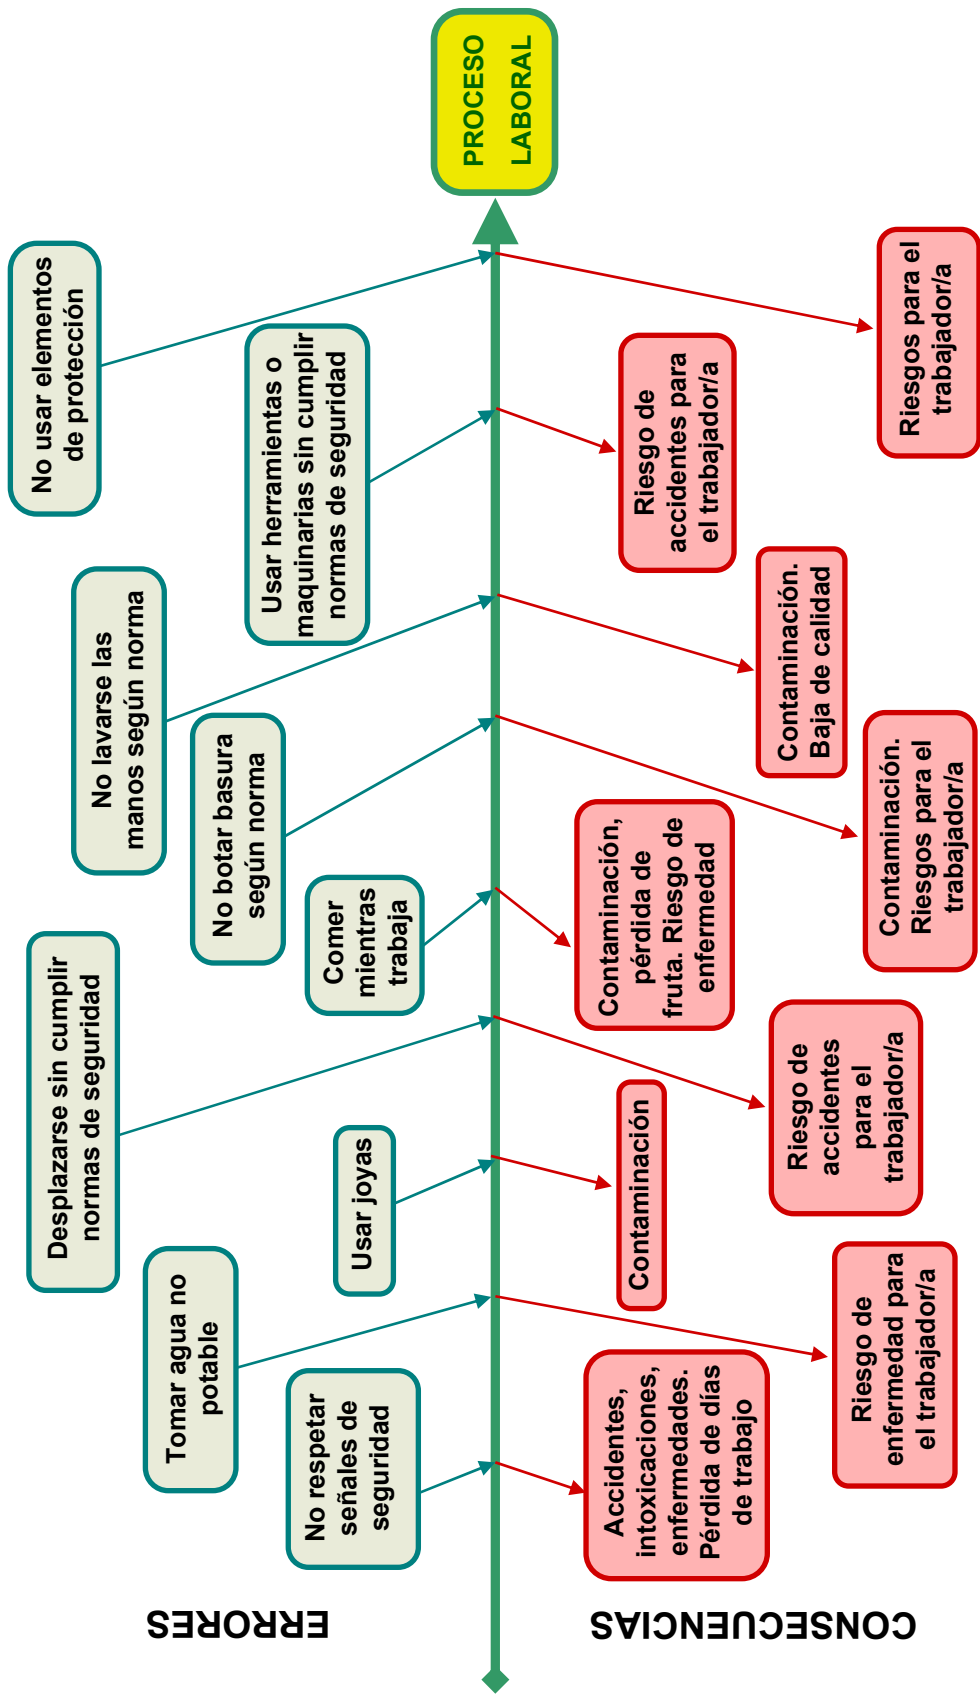 ERRORES
No respetar
señales de
seguridad
Tomar agua no
potable
Usar joyas
Desplazarse sin cumplir
normas de seguridad
Comer
mientras
trabaja
No botar basura
según norma
No lavarse las
manos según norma
Usar herramientas o
maquinarias sin cumplir
normas de seguridad
No usar elementos
de protección
PROCESO
LABORAL
CONSECUENCIAS
Accidentes,
intoxicaciones,
enfermedades.
Pérdida de días
de trabajo
Riesgo de
enfermedad para
el trabajador/a
Contaminación
Riesgo de
accidentes
para el
trabajador/a
Contaminación,
pérdida de
fruta. Riesgo de
enfermedad
Contaminación.
Riesgos para el
trabajador/a
Contaminación.
Baja de calidad
Riesgo de
accidentes para
el trabajador/a
Riesgos para el
trabajador/a